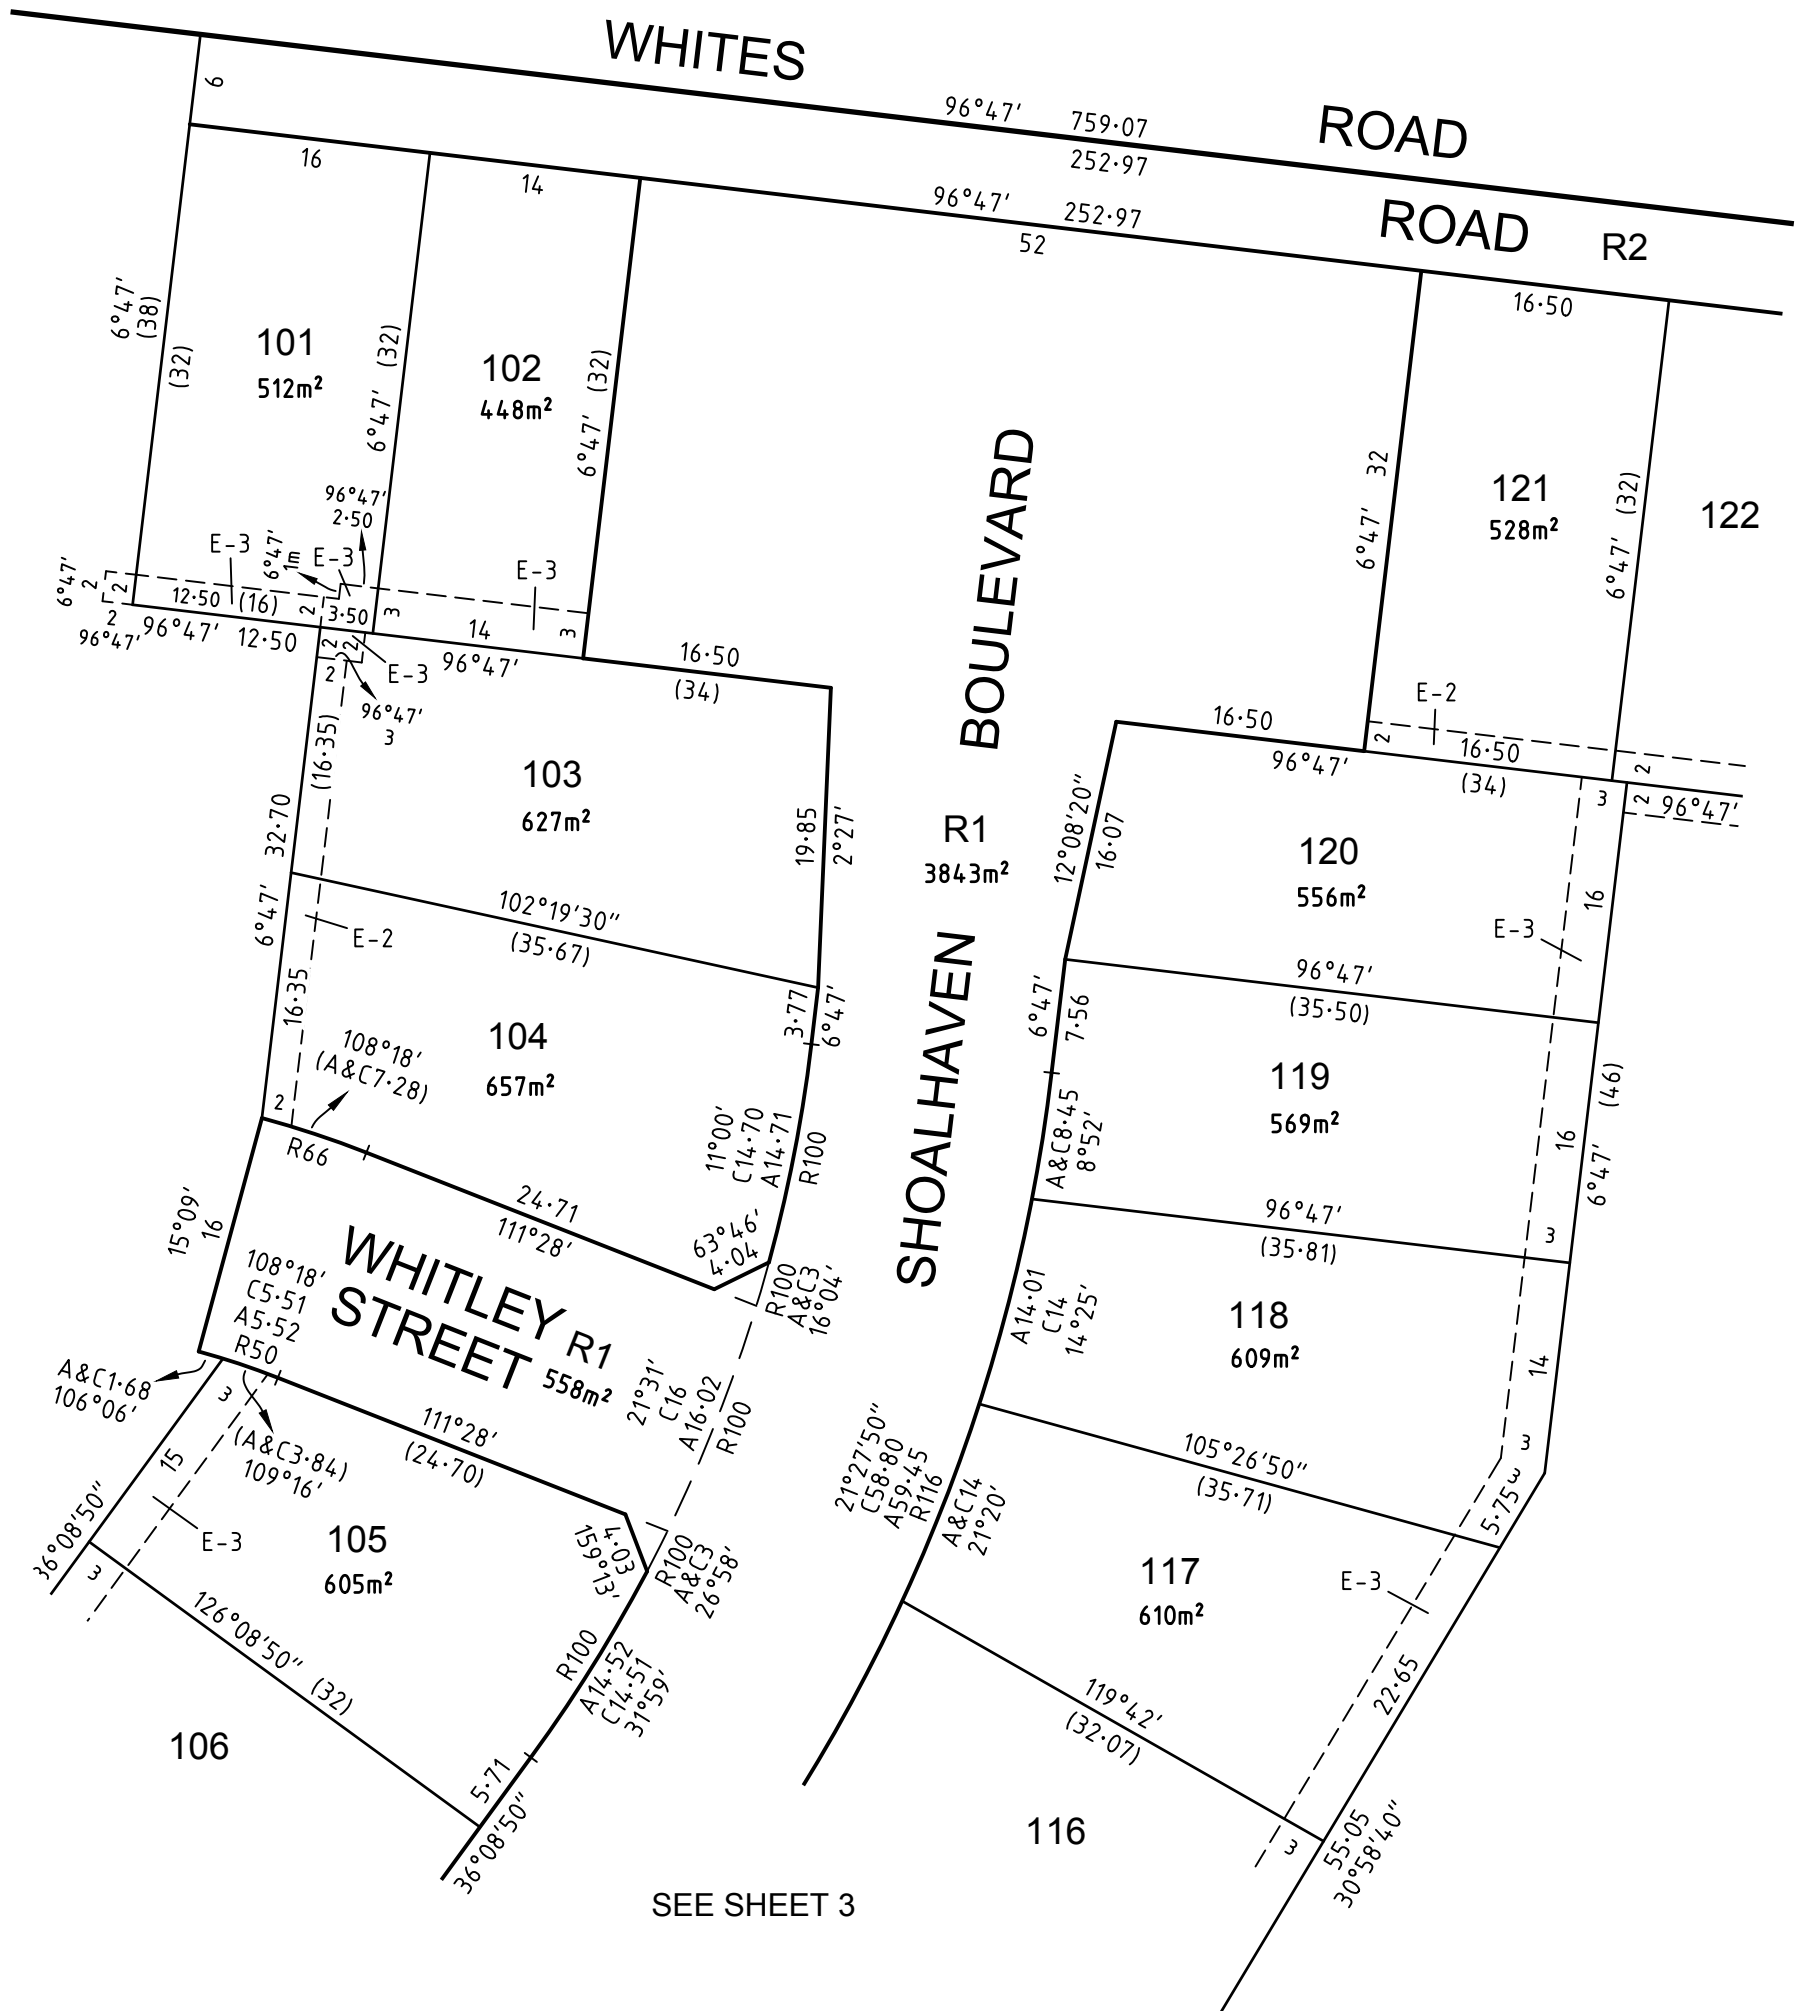 WHITES
96°47' 759·07
ROAD
252·97
6
16
14
96°47' 252·97
52
ROAD
R2
16·50
6°47'
(38)
(32)
101
512m²
6°47' (32)
102
448m²
6°47' (32)
6°47' 32
121
528m²
6°47' (32)
122
96°47'
2·50
E-3
6°47'
1m
E-3
E-3
6°47'
2
2
12·50
(16)
2
3·50
3
14
3
2
96°47'
96°47' 12·50
2
2
2
E-3
96°47'
96°47'
3
16·50
(34)
BOULEVARD
16·50
96°47'
E-2
2
16·50
(34)
2
3
2
96°47'
(16·35)
103
627m²
32·70
19·85
2°27'
R1
3843m²
12°08'20"
16·07
120
556m²
16
E-3
102°19'30"
(35·67)
6°47'
E-2
16·35
104
657m²
3·77
6°47'
SHOALHAVEN
96°47'
(35·50)
6°47'
7·56
119
569m²
(46)
16
6°47'
108°18'
(A&C7·28)
2
R66
A&C8·45
8°52'
11°00'
C14·70
A14·71
R100
24·71
111°28'
63°46'
4·04
R100
A&C3
16°04'
96°47'
(35·81)
3
15°09'
16
WHITLEY
STREET
R1
558m²
108°18'
C5·51
A5·52
R50
A&C1·68
106°06'
A14·01
C14
14°25'
118
609m²
14
3
3
5·75
21°31'
C16
A16·02
R100
3
(A&C3·84)
109°16'
111°28'
(24·70)
15
36°08'50"
E-3
3
105
605m²
4·03
159°13'
R100
A&C3
26°58'
21°27'50"
C58·80
A59·45
R116
A&C14
21°20'
105°26'50"
(35·71)
117
610m²
E-3
126°08'50" (32)
R100
A14·52
C14·51
31°59'
22·65
119°42'
(32·07)
106
5·71
36°08'50"
116
3
55·05
30°58'40"
SEE SHEET 3